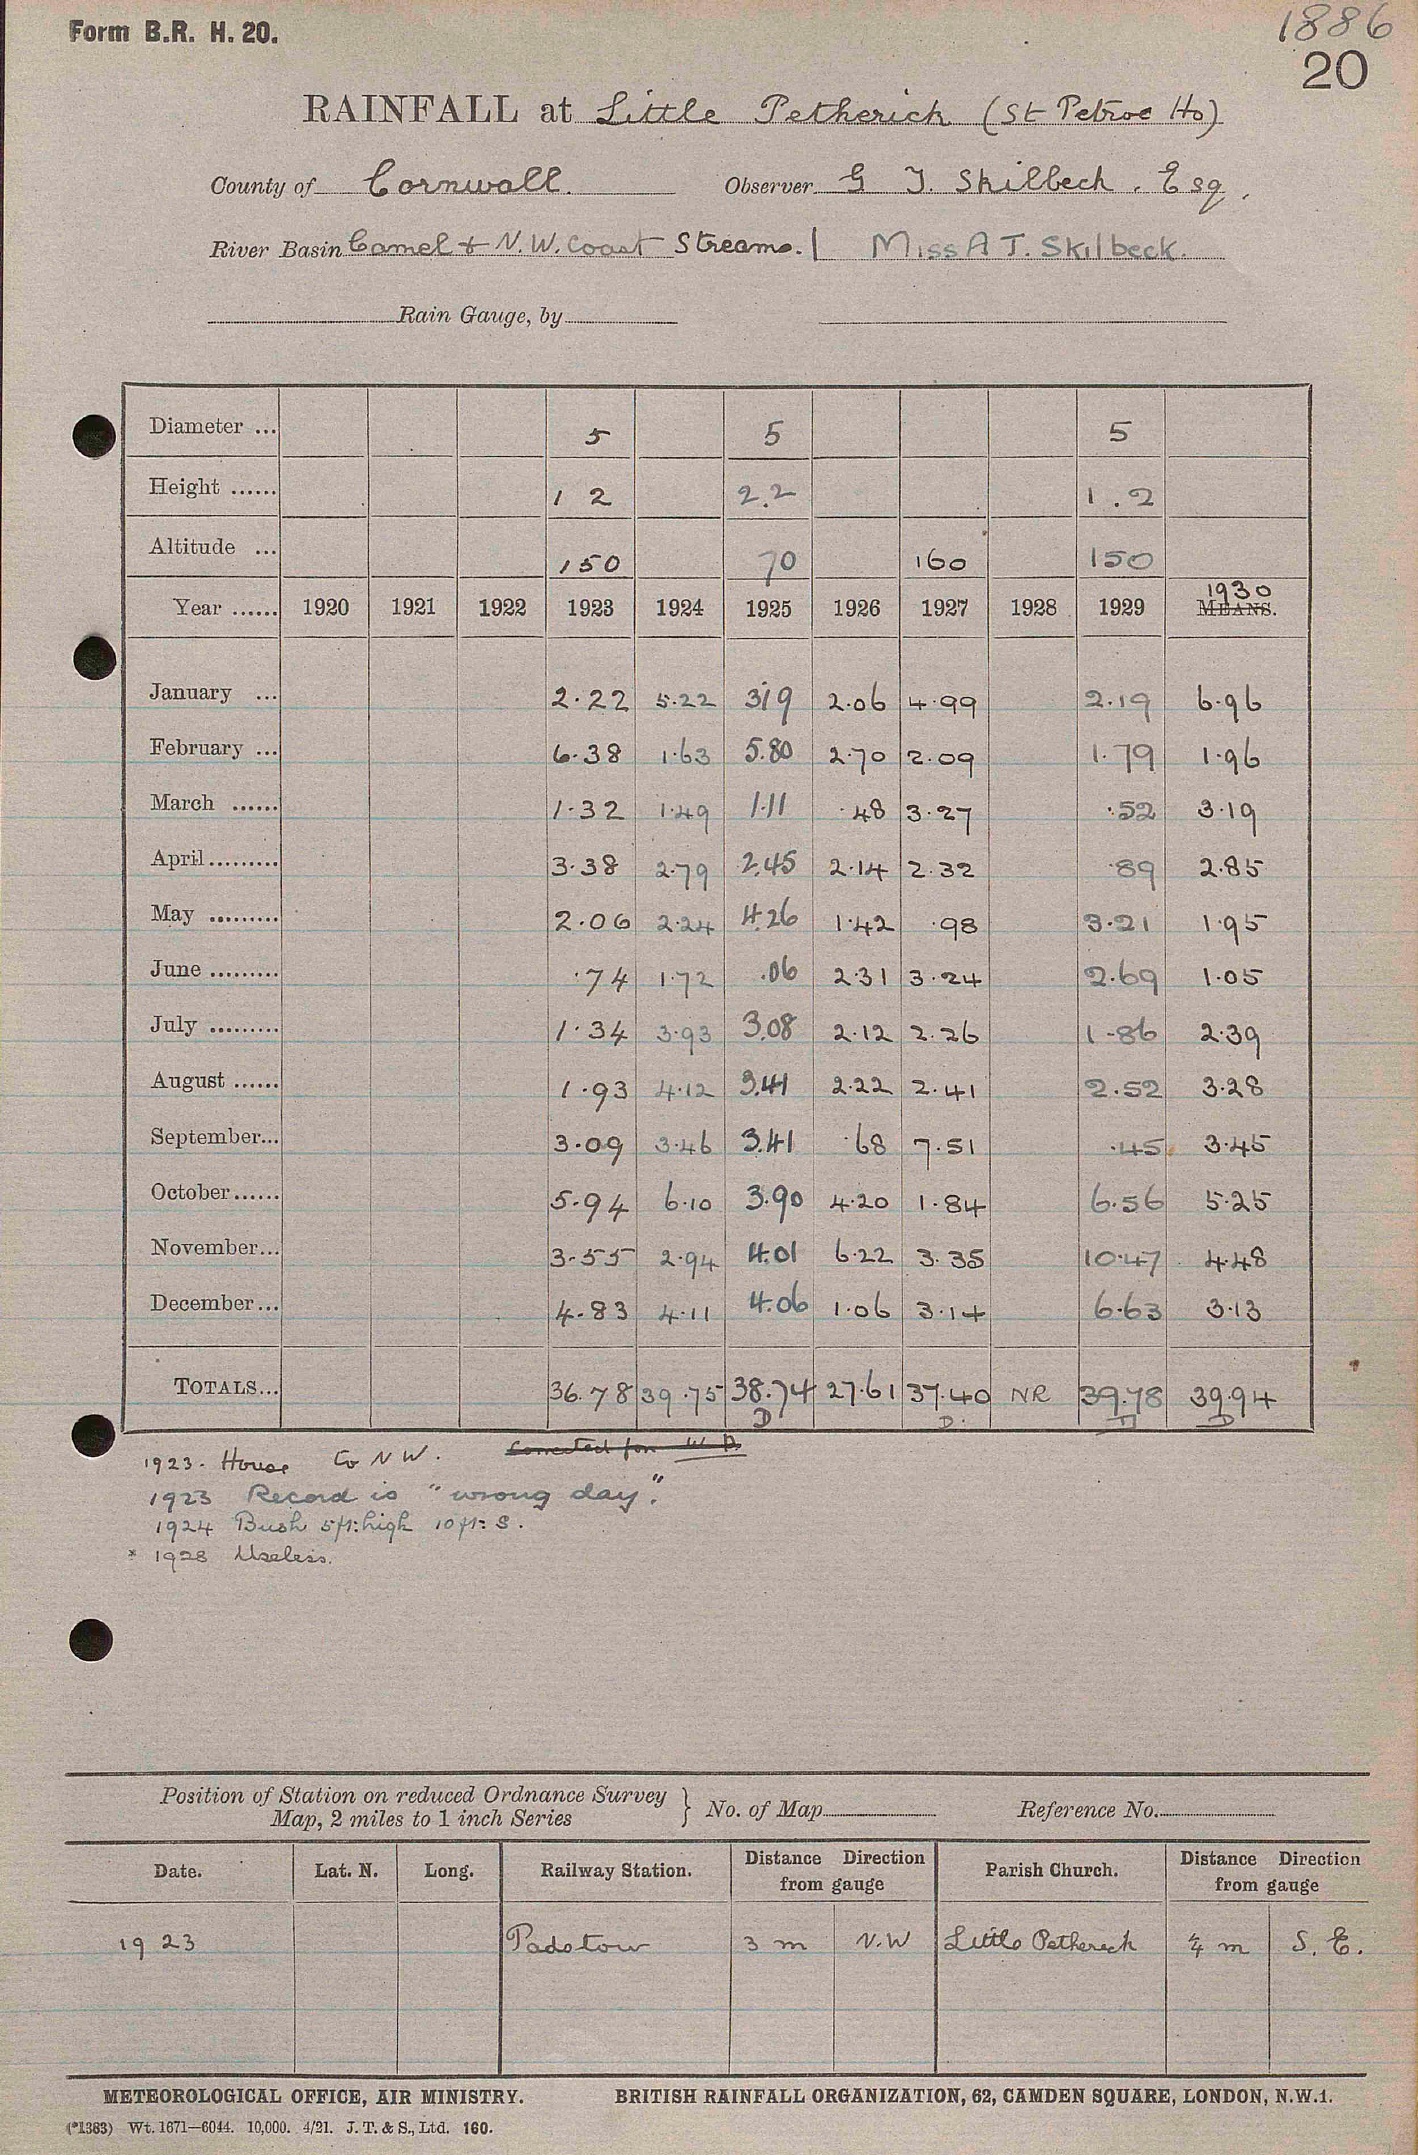 Form B.R. H. 20.
1886
20
RAINFALL at Little Petherick (St Petroc Ho)
County of Cornwall. Observer G J. Skilbeck, Esq,
River Basin Camel & N.W. Coast Streams. | Miss A T. Skilbeck.
Rain Gauge, by
Diameter ... 5 5 5
Height ...... 1 2 2.2 1.2
Altitude ... 150 70 160 150
1930
Year ...... 1920 1921 1922 1923 1924 1925 1926 1927 1928 1929 MEANS.
January ... 2.22 5.22 3.19 2.06 4.99 2.19 6.96
February ... 6.38 1.63 5.80 2.70 2.09 1.79 1.96
March ...... 1.32 1.49 1.11 .48 3.27 .52 3.19
April ......... 3.38 2.79 2.45 2.14 2.32 .89 2.85
May ......... 2.06 2.24 4.26 1.42 .98 3.21 1.95
June ......... .74 1.72 .06 2.31 3.24 2.69 1.05
July ......... 1.34 3.93 3.08 2.12 2.26 1.86 2.39
August ...... 1.93 4.12 3.41 2.22 2.41 2.52 3.28
September... 3.09 3.46 3.41 .68 7.51 .45 3.45
October...... 5.94 6.10 3.90 4.20 1.84 6.56 5.25
November... 3.55 2.94 4.01 6.22 3.35 10.47 4.48
December... 4.83 4.11 4.06 1.06 3.14 6.63 3.13
TOTALS... 36.78 39.75 38.74 27.61 37.40 NR 39.78 39.94
D D. D
1923. House to NW. Corrected for W D
1923 Record is "wrong day".
1924 Bush 5ft: high 10ft: S.
* 1928 Useless.
Position of Station on reduced Ordnance Survey
Map, 2 miles to 1 inch Series } No. of Map Reference No.
Date. Lat. N. Long. Railway Station. Distance Direction from gauge Parish Church. Distance Direction from gauge
1923 Padstow 3 m N.W Little Petherick ¼ m S. E.
METEOROLOGICAL OFFICE, AIR MINISTRY. BRITISH RAINFALL ORGANIZATION, 62, CAMDEN SQUARE, LONDON, N.W.1.
(*1383) Wt. 1671—6044. 10,000. 4/21. J. T. & S., Ltd. 160.